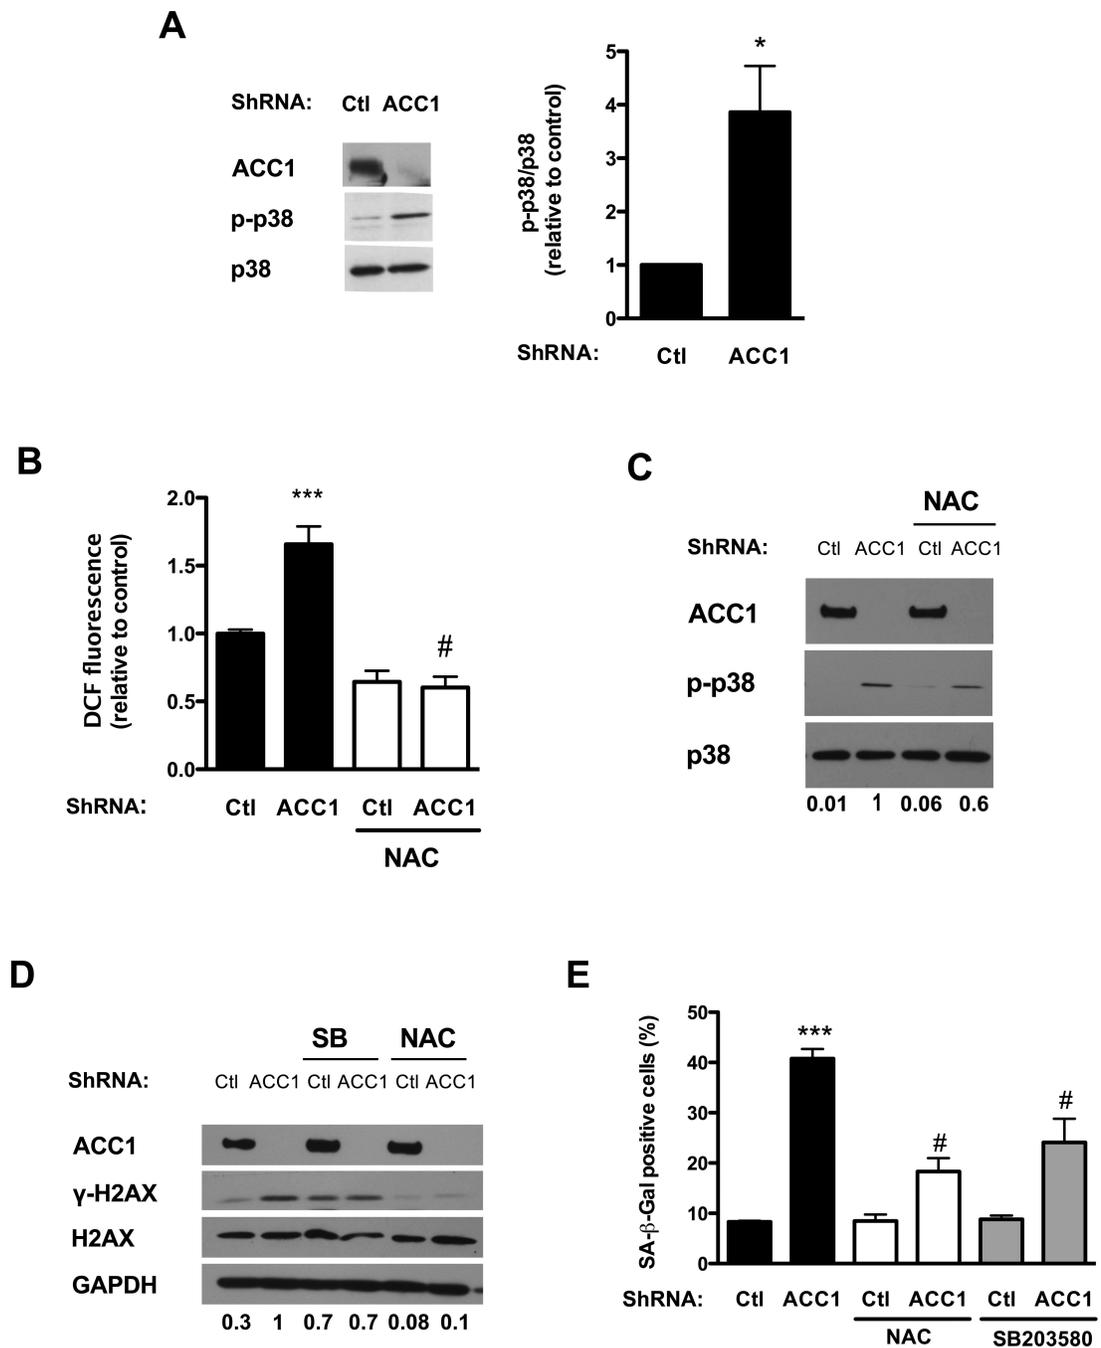 A
ShRNA: Ctl ACC1
ACC1
p-p38
p38
p-p38/p38
(relative to control)
5
4
3
2
1
0
*
ShRNA: Ctl ACC1
B
DCF fluorescence
(relative to control)
2.0
1.5
1.0
0.5
0.0
***
#
ShRNA: Ctl ACC1 Ctl ACC1
NAC
C
NAC
ShRNA: Ctl ACC1 Ctl ACC1
ACC1
p-p38
p38
0.01 1 0.06 0.6
D
SB NAC
ShRNA: Ctl ACC1 Ctl ACC1 Ctl ACC1
ACC1
γ-H2AX
H2AX
GAPDH
0.3 1 0.7 0.7 0.08 0.1
E
SA-β-Gal positive cells (%)
50
40
30
20
10
0
***
#
#
ShRNA: Ctl ACC1 Ctl ACC1 Ctl ACC1
NAC SB203580